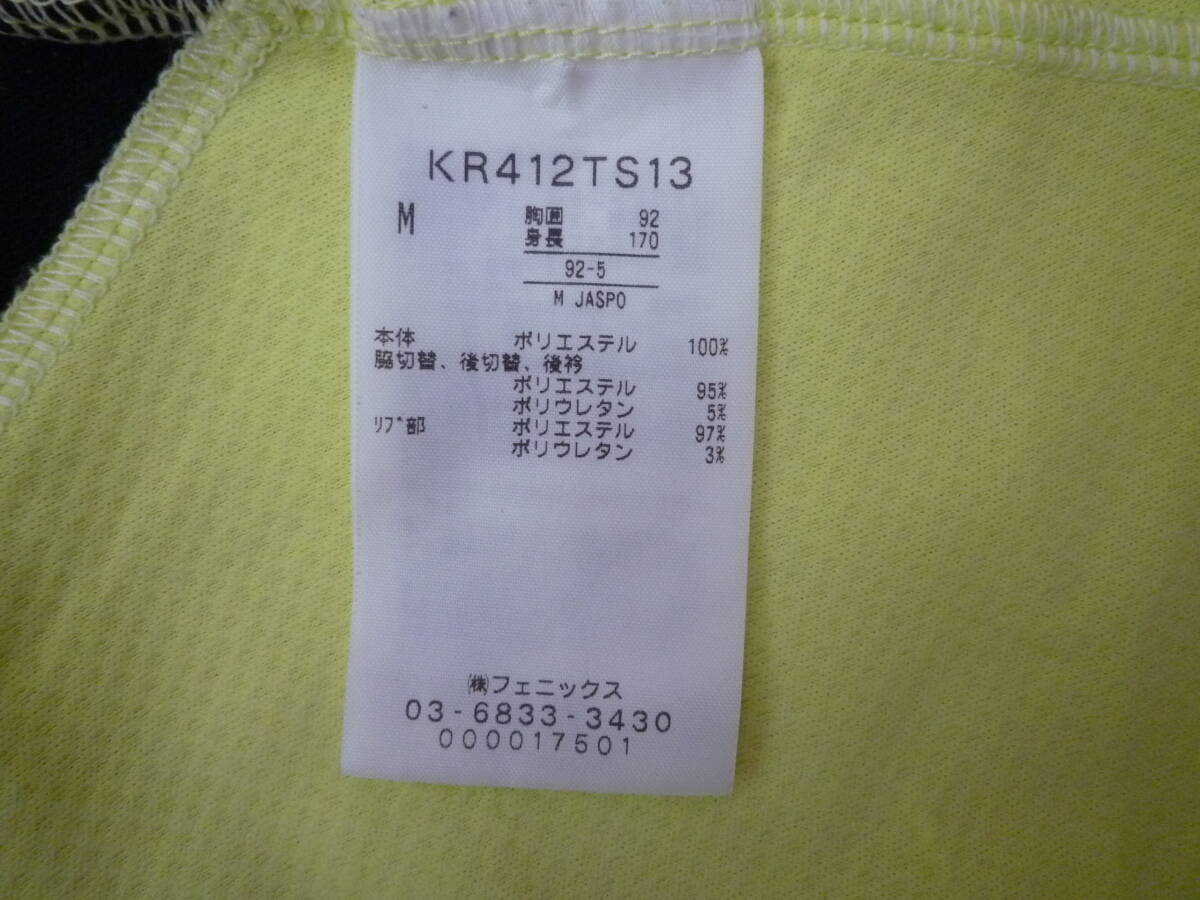 KR412TS13
M 胸囲 92
身長 170
92-5
M JASPO
本体 ポリエステル 100%
脇切替、後切替、後衿
ポリエステル 95%
ポリウレタン 5%
リブ部 ポリエステル 97%
ポリウレタン 3%
㈱フェニックス
03-6833-3430
000017501